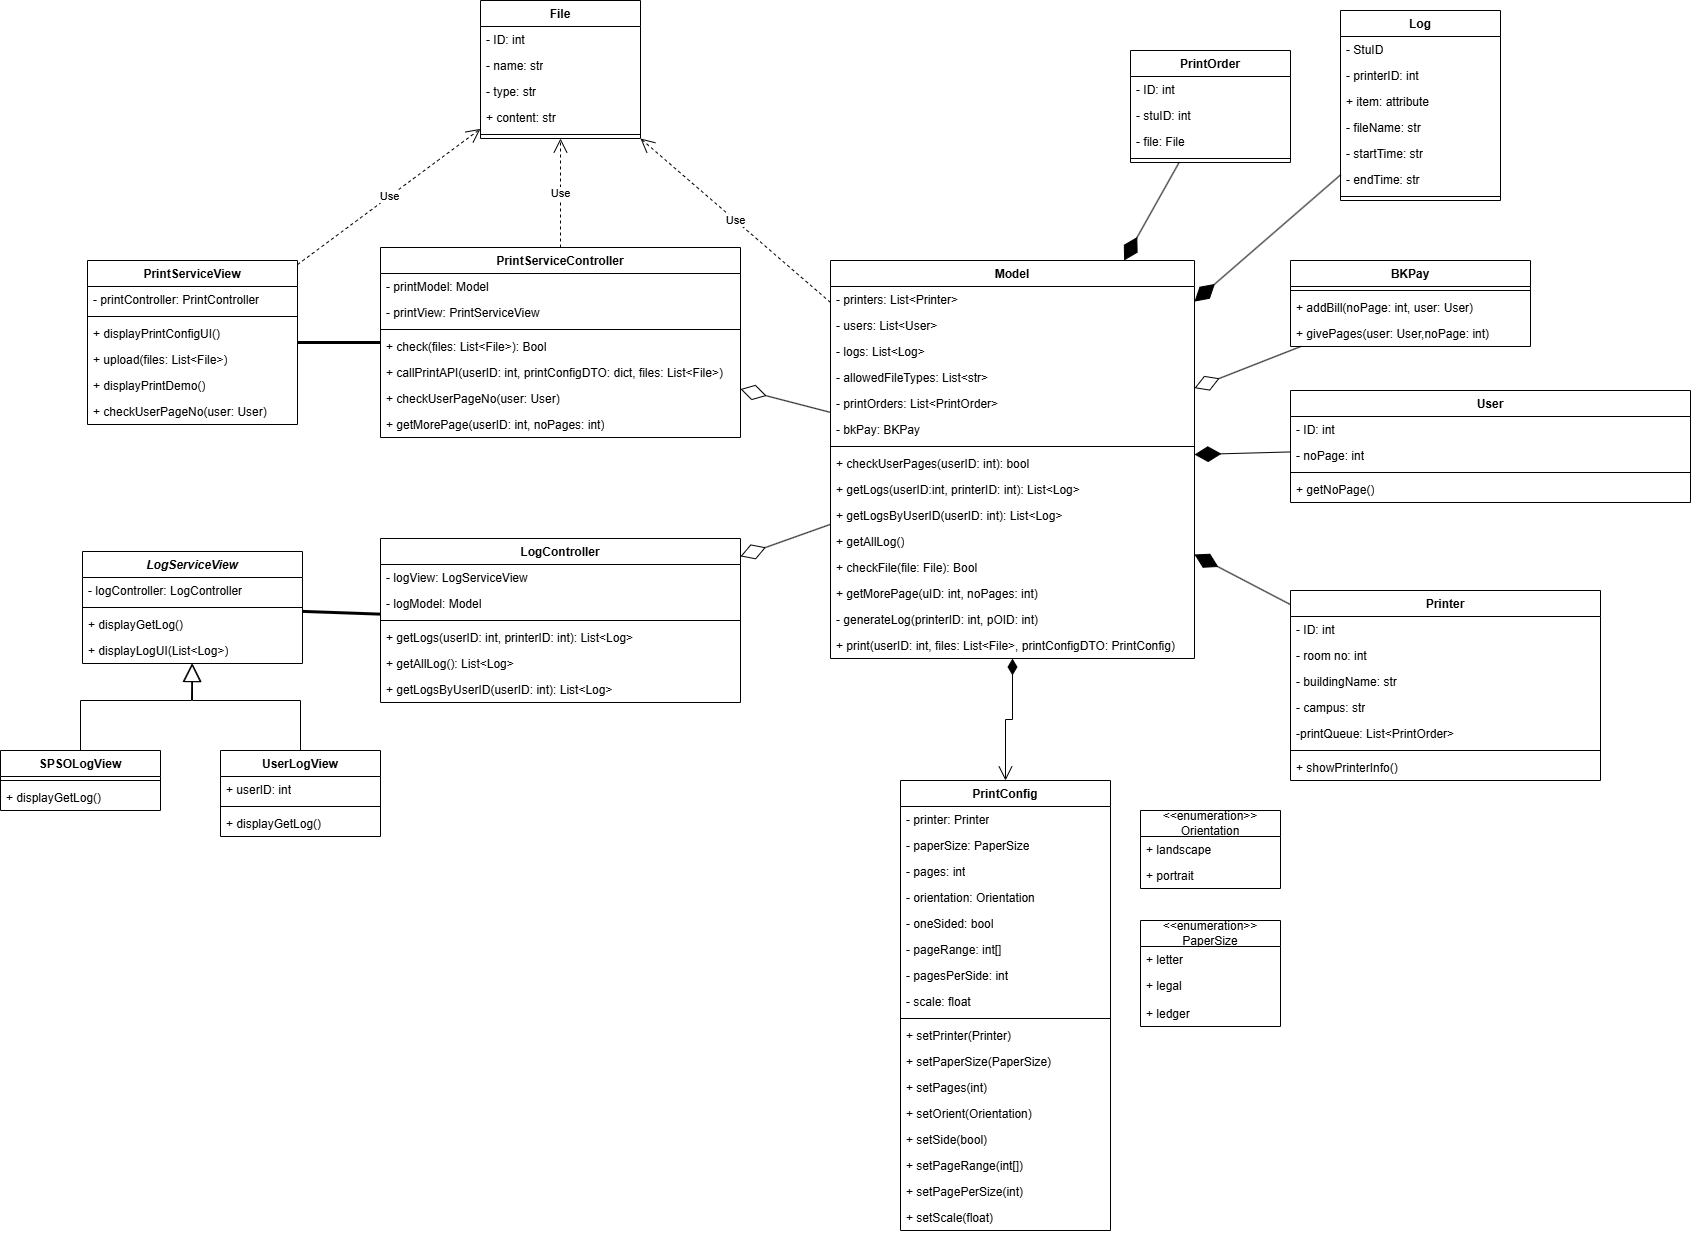 File
- ID: int
- name: str
- type: str
+ content: str
Log
- StuID
- printerID: int
+ item: attribute
- fileName: str
- startTime: str
- endTime: str
PrintOrder
- ID: int
- stuID: int
- file: File
Use
Use
Use
PrintServiceView
- printController: PrintController
+ displayPrintConfigUI()
+ upload(files: List<File>)
+ displayPrintDemo()
+ checkUserPageNo(user: User)
PrintServiceController
- printModel: Model
- printView: PrintServiceView
+ check(files: List<File>): Bool
+ callPrintAPI(userID: int, printConfigDTO: dict, files: List<File>)
+ checkUserPageNo(user: User)
+ getMorePage(userID: int, noPages: int)
Model
- printers: List<Printer>
- users: List<User>
- logs: List<Log>
- allowedFileTypes: List<str>
- printOrders: List<PrintOrder>
- bkPay: BKPay
+ checkUserPages(userID: int): bool
+ getLogs(userID:int, printerID: int): List<Log>
+ getLogsByUserID(userID: int): List<Log>
+ getAllLog()
+ checkFile(file: File): Bool
+ getMorePage(uID: int, noPages: int)
- generateLog(printerID: int, pOID: int)
+ print(userID: int, files: List<File>, printConfigDTO: PrintConfig)
BKPay
+ addBill(noPage: int, user: User)
+ givePages(user: User,noPage: int)
User
- ID: int
- noPage: int
+ getNoPage()
LogServiceView
- logController: LogController
+ displayGetLog()
+ displayLogUI(List<Log>)
LogController
- logView: LogServiceView
- logModel: Model
+ getLogs(userID: int, printerID: int): List<Log>
+ getAllLog(): List<Log>
+ getLogsByUserID(userID: int): List<Log>
Printer
- ID: int
- room no: int
- buildingName: str
- campus: str
-printQueue: List<PrintOrder>
+ showPrinterInfo()
SPSOLogView
+ displayGetLog()
UserLogView
+ userID: int
+ displayGetLog()
PrintConfig
- printer: Printer
- paperSize: PaperSize
- pages: int
- orientation: Orientation
- oneSided: bool
- pageRange: int[]
- pagesPerSide: int
- scale: float
+ setPrinter(Printer)
+ setPaperSize(PaperSize)
+ setPages(int)
+ setOrient(Orientation)
+ setSide(bool)
+ setPageRange(int[])
+ setPagePerSize(int)
+ setScale(float)
<<enumeration>>
Orientation
+ landscape
+ portrait
<<enumeration>>
PaperSize
+ letter
+ legal
+ ledger